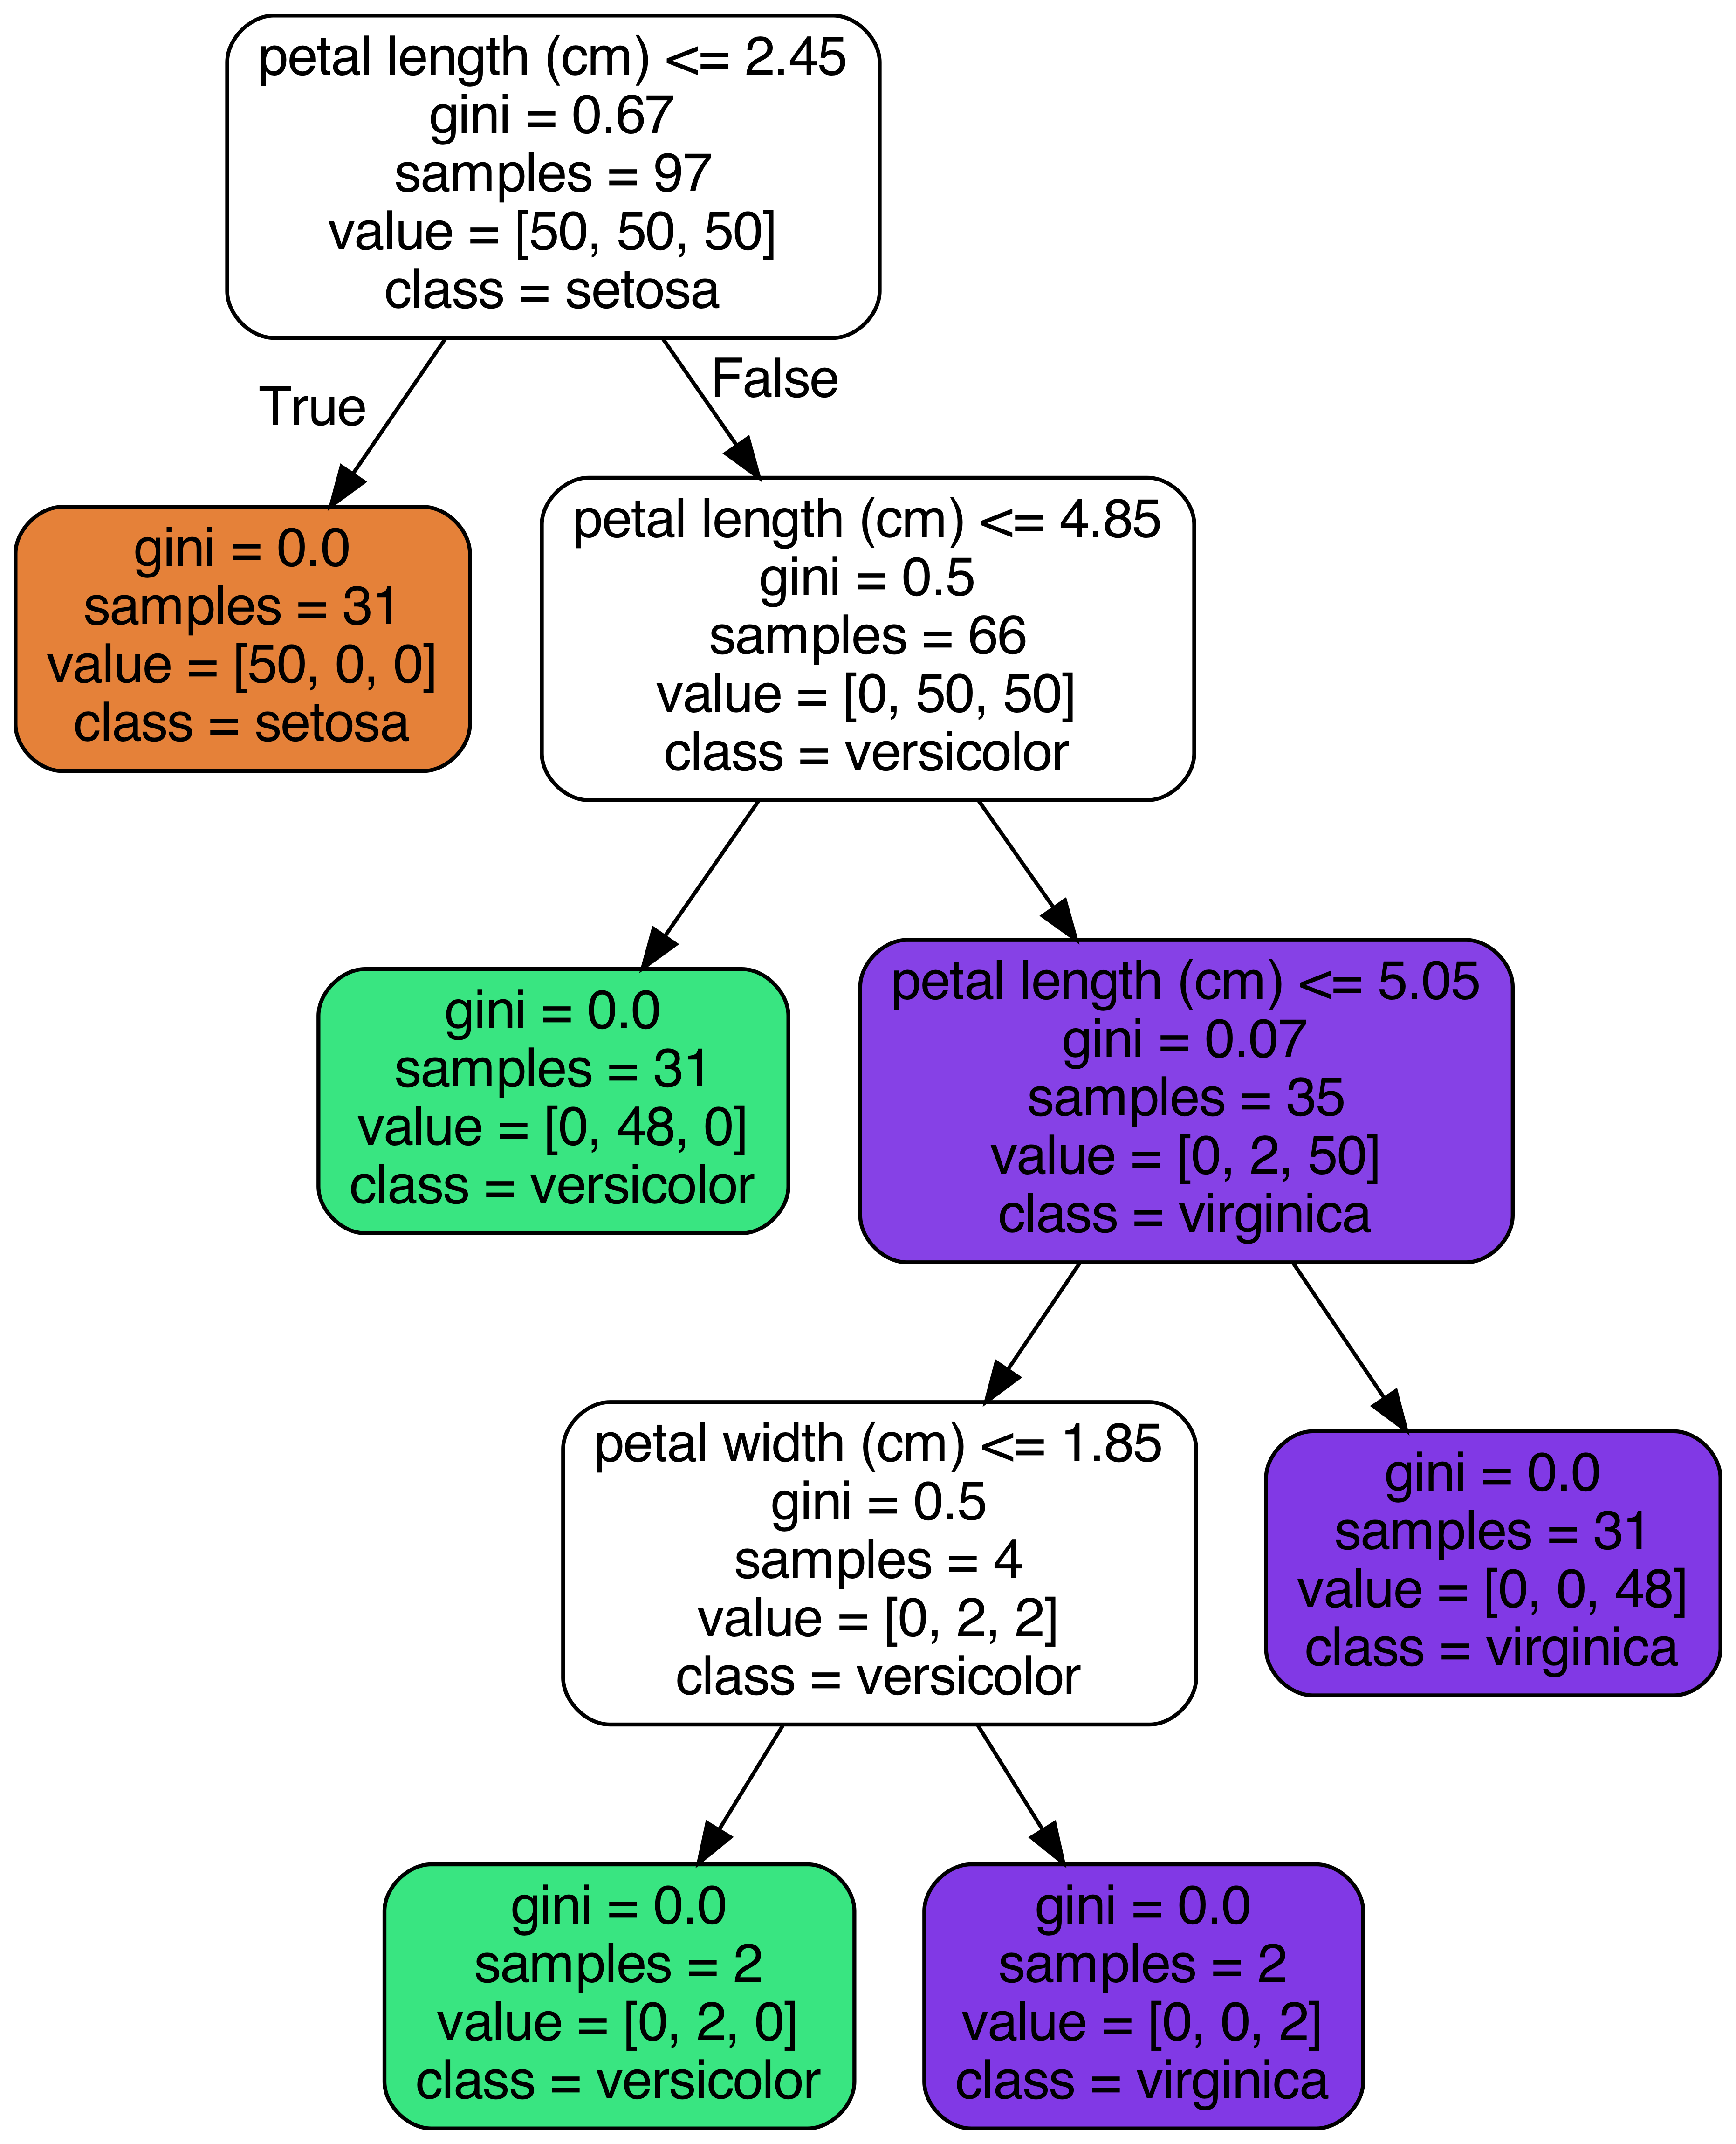 petal length (cm) <= 2.45
gini = 0.67
samples = 97
value = [50, 50, 50]
class = setosa
True
False
gini = 0.0
samples = 31
value = [50, 0, 0]
class = setosa
petal length (cm) <= 4.85
gini = 0.5
samples = 66
value = [0, 50, 50]
class = versicolor
gini = 0.0
samples = 31
value = [0, 48, 0]
class = versicolor
petal length (cm) <= 5.05
gini = 0.07
samples = 35
value = [0, 2, 50]
class = virginica
petal width (cm) <= 1.85
gini = 0.5
samples = 4
value = [0, 2, 2]
class = versicolor
gini = 0.0
samples = 31
value = [0, 0, 48]
class = virginica
gini = 0.0
samples = 2
value = [0, 2, 0]
class = versicolor
gini = 0.0
samples = 2
value = [0, 0, 2]
class = virginica